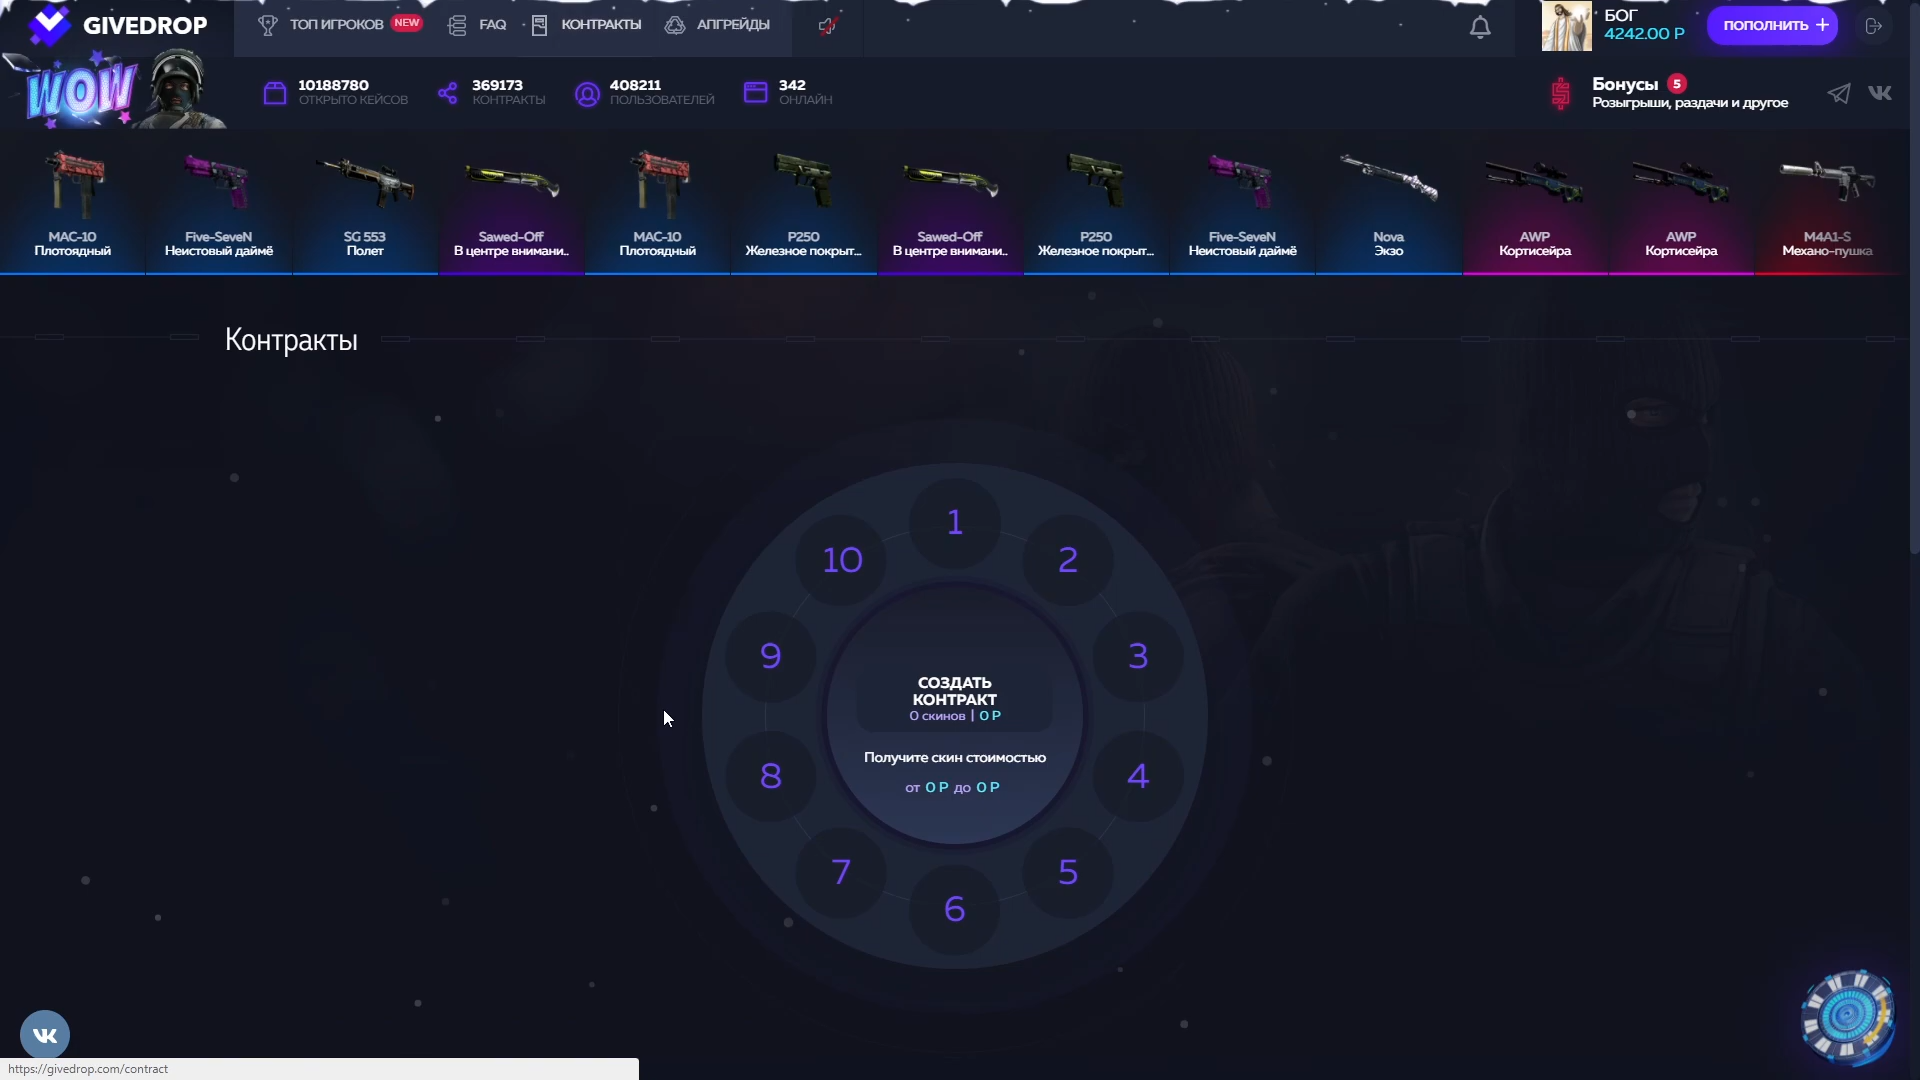 GIVEDROP
ТОП ИГРОКОВ NEW
FAQ
КОНТРАКТЫ
АПГРЕЙДЫ
БОГ
4242.00 Р
ПОПОЛНИТЬ +
WOW
10188780
ОТКРЫТО КЕЙСОВ
369173
КОНТРАКТЫ
408211
ПОЛЬЗОВАТЕЛЕЙ
342
ОНЛАЙН
Бонусы 5
Розыгрыши, раздачи и другое
MAC-10
Плотоядный
Five-SeveN
Неистовый даймё
SG 553
Полет
Sawed-Off
В центре внимани..
MAC-10
Плотоядный
P250
Железное покрыт...
Sawed-Off
В центре внимани..
P250
Железное покрыт...
Five-SeveN
Неистовый даймё
Nova
Экзо
AWP
Кортисейра
AWP
Кортисейра
M4A1-S
Механо-пушка
Контракты
1
2
3
4
5
6
7
8
9
10
СОЗДАТЬ
КОНТРАКТ
0 скинов | 0 Р
Получите скин стоимостью
от 0 Р до 0 Р
https://givedrop.com/contract